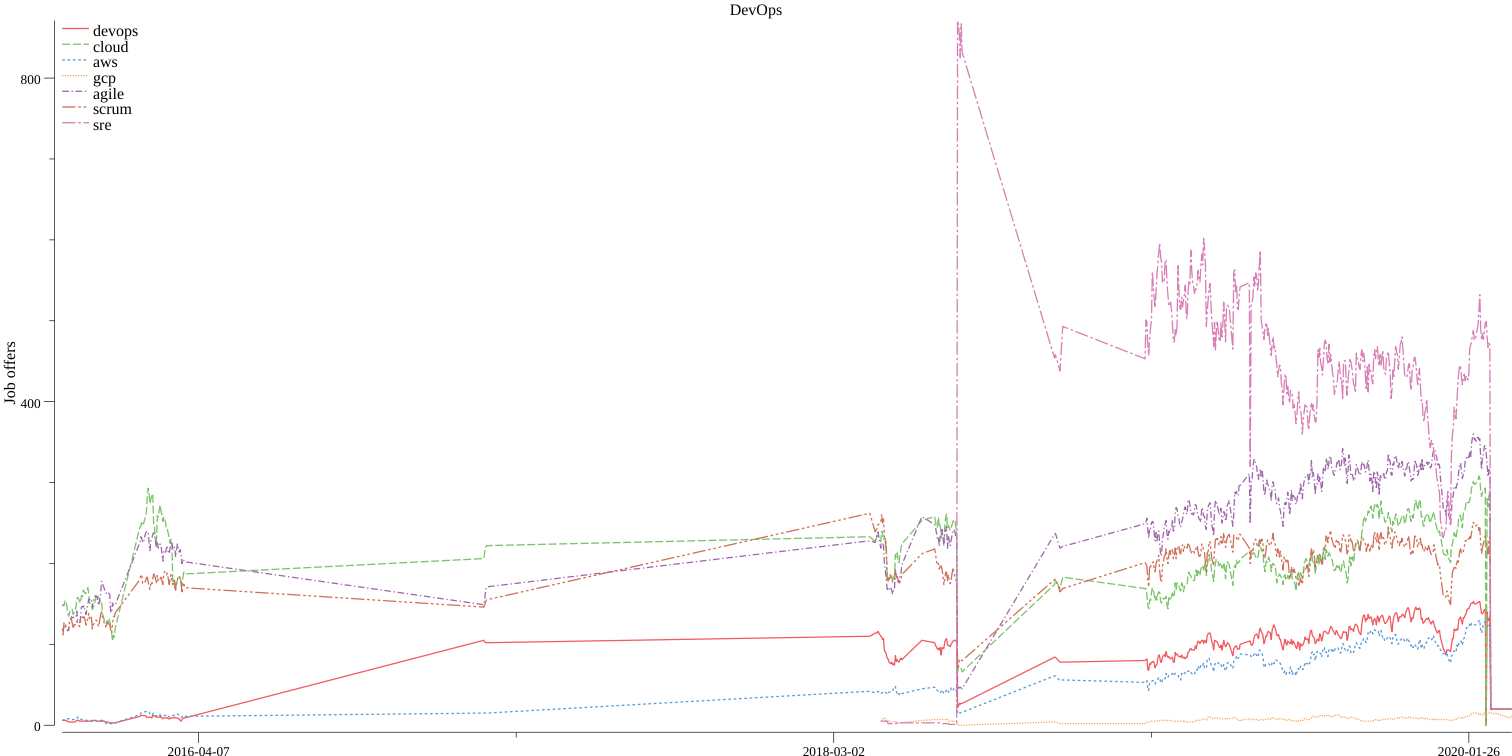 DevOps
devops
cloud
aws
gcp
agile
scrum
sre
800
400
0
Job offers
2016-04-07
2018-03-02
2020-01-26